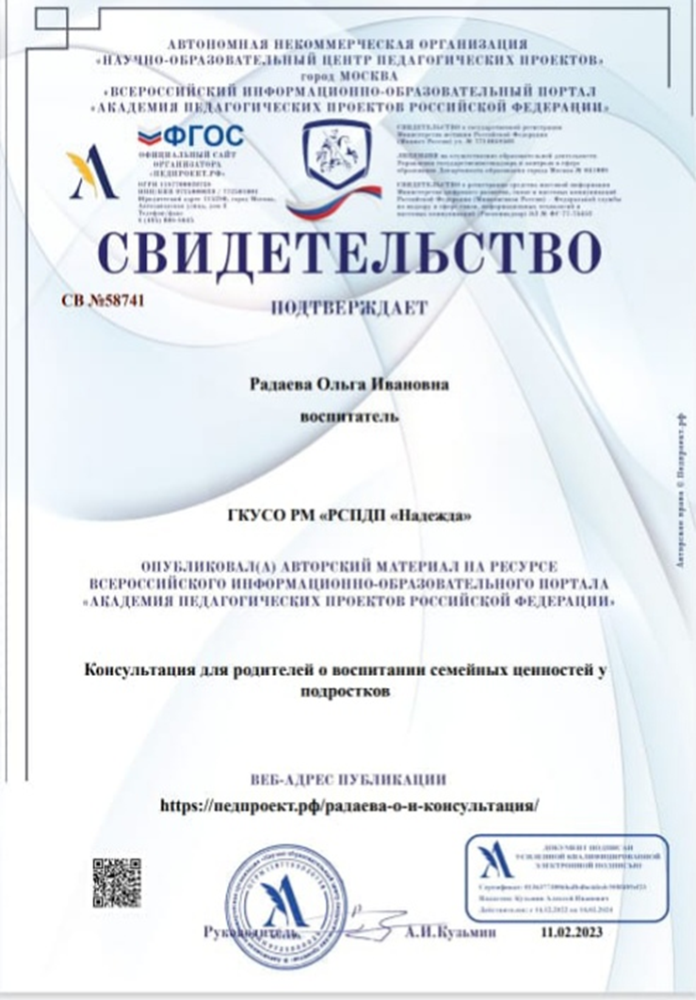 АВТОНОМНАЯ НЕКОММЕРЧЕСКАЯ ОРГАНИЗАЦИЯ
«НАУЧНО-ОБРАЗОВАТЕЛЬНЫЙ ЦЕНТР ПЕДАГОГИЧЕСКИХ ПРОЕКТОВ»
город МОСКВА
«ВСЕРОССИЙСКИЙ ИНФОРМАЦИОННО-ОБРАЗОВАТЕЛЬНЫЙ ПОРТАЛ
«АКАДЕМИЯ ПЕДАГОГИЧЕСКИХ ПРОЕКТОВ РОССИЙСКОЙ ФЕДЕРАЦИИ»
ФГОС
ОФИЦИАЛЬНЫЙ САЙТ
ОРГАНИЗАТОРА
«ПЕДПРОЕКТ.РФ»
СВИДЕТЕЛЬСТВО
СВ №58741
ПОДТВЕРЖДАЕТ
Радаева Ольга Ивановна
воспитатель
ГКУСО РМ «РСПДП «Надежда»
ОПУБЛИКОВАЛ(А) АВТОРСКИЙ МАТЕРИАЛ НА РЕСУРСЕ
ВСЕРОССИЙСКОГО ИНФОРМАЦИОННО-ОБРАЗОВАТЕЛЬНОГО ПОРТАЛА
«АКАДЕМИЯ ПЕДАГОГИЧЕСКИХ ПРОЕКТОВ РОССИЙСКОЙ ФЕДЕРАЦИИ»
Консультация для родителей о воспитании семейных ценностей у
подростков
ВЕБ-АДРЕС ПУБЛИКАЦИИ
https://педпроект.рф/радаева-о-и-консультация/
ДОКУМЕНТ ПОДПИСАН
УСИЛЕННОЙ КВАЛИФИЦИРОВАННОЙ
ЭЛЕКТРОННОЙ ПОДПИСЬЮ
Владелец: Кузьмин Алексей Иванович
Руководитель
А.И.Кузьмин
11.02.2023
Авторские права © Педпроект.рф